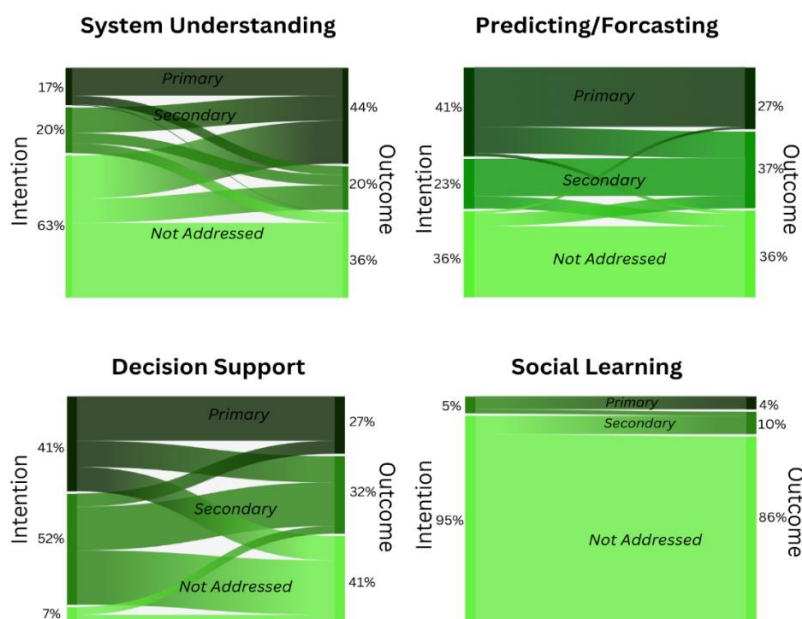 System Understanding
Predicting/Forcasting
17%
20%
63%
Intention
Primary
Secondary
Not Addressed
44%
20%
36%
Outcome
41%
23%
36%
Intention
Primary
Secondary
Not Addressed
27%
37%
36%
Outcome
Decision Support
Social Learning
41%
52%
7%
Intention
Primary
Secondary
Not Addressed
27%
32%
41%
Outcome
5%
95%
Intention
Primary
Secondary
Not Addressed
4%
10%
86%
Outcome